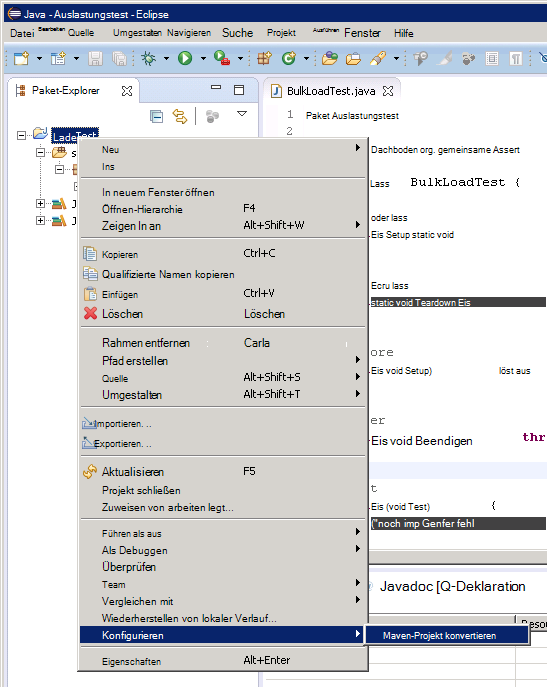 Java - Auslastungstest - Eclipse
Datei Bearbeiten Quelle Umgestalten Navigieren Suche Projekt Ausführen Fenster Hilfe
Paket-Explorer
BulkLoadTest.java
1 Paket Auslastungstest
2
LadeTest
Dachboden org. gemeinsame Assert
Lass BulkLoadTest {
oder lass
Eis Setup static void
Ecru lass
static void Teardown Eis
ore
Eis void Setup) löst aus
er
Eis void Beendigen thr
t
Eis (void Test) {
("noch imp Genfer fehl
Neu
Ins
In neuem Fenster öffnen
Öffnen-Hierarchie F4
Zeigen In an Alt+Shift+W
Kopieren Ctrl+C
Qualifizierte Namen kopieren
Einfügen Ctrl+V
Löschen Löschen
Rahmen entfernen Carla
Pfad erstellen
Quelle Alt+Shift+S
Umgestalten Alt+Shift+T
Importieren. ..
Exportieren. ..
Aktualisieren F5
Projekt schließen
Zuweisen von arbeiten legt...
Führen als aus
Als Debuggen
Überprüfen
Team
Vergleichen mit
Wiederherstellen von lokaler Verlauf...
Konfigurieren
Maven-Projekt konvertieren
Eigenschaften Alt+Enter
Javadoc [Q-Deklaration
Resou